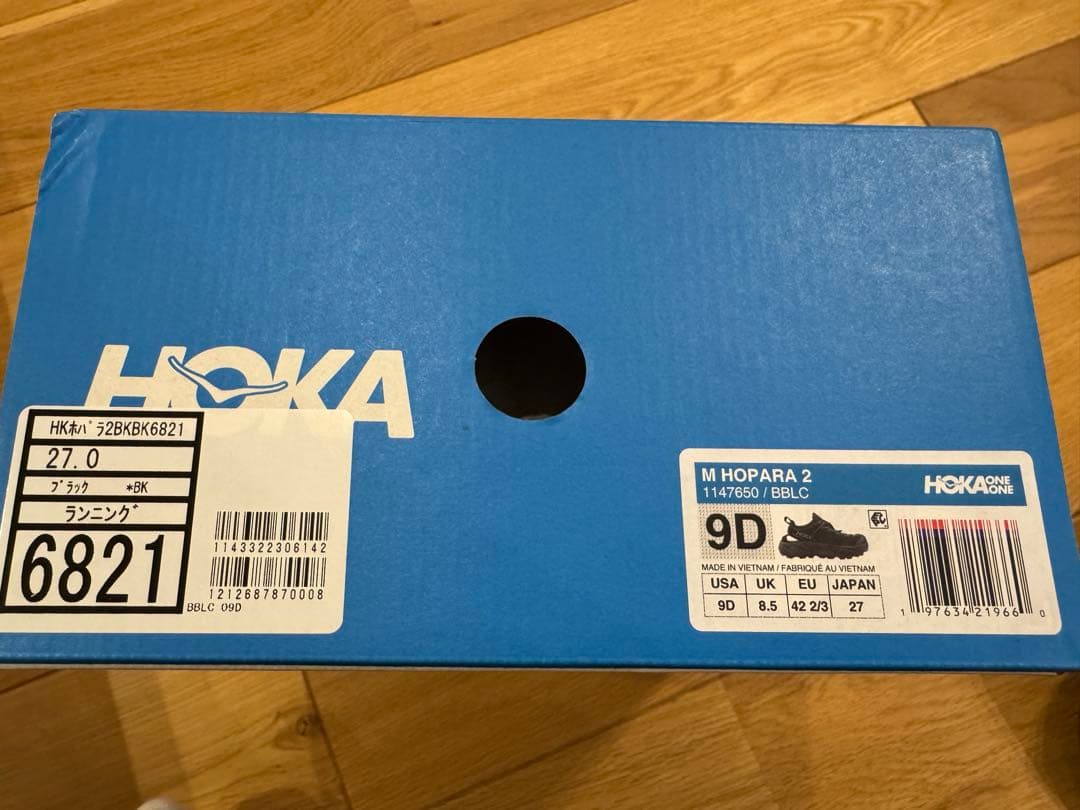 HOKA
HKホパラ2BKBK6821
27.0
ブラック *BK
ランニング
6821
1143322306142
1212687870008
BBLC 09D
M HOPARA 2
1147650 / BBLC
HOKA ONE ONE
9D
MADE IN VIETNAM / FABRIQUÉ AU VIETNAM
USA UK EU JAPAN
9D 8.5 42 2/3 27
1 97634 21966 0